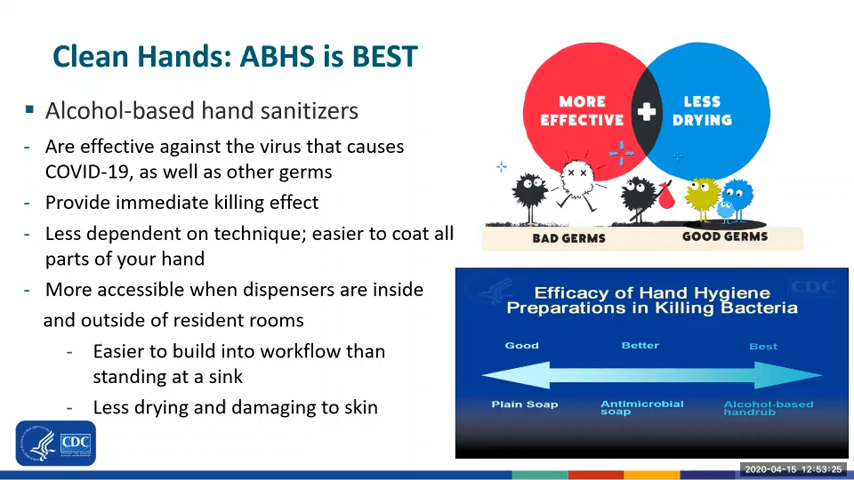 Clean Hands: ABHS is BEST
▪ Alcohol-based hand sanitizers
- Are effective against the virus that causes
COVID-19, as well as other germs
- Provide immediate killing effect
- Less dependent on technique; easier to coat all
parts of your hand
- More accessible when dispensers are inside
and outside of resident rooms
- Easier to build into workflow than
standing at a sink
- Less drying and damaging to skin
CDC
MORE
EFFECTIVE
+
LESS
DRYING
BAD GERMS
GOOD GERMS
CDC
Efficacy of Hand Hygiene
Preparations in Killing Bacteria
Good
Better
Best
Plain Soap
Antimicrobial
soap
Alcohol-based
handrub
2020-04-15 12:53:25